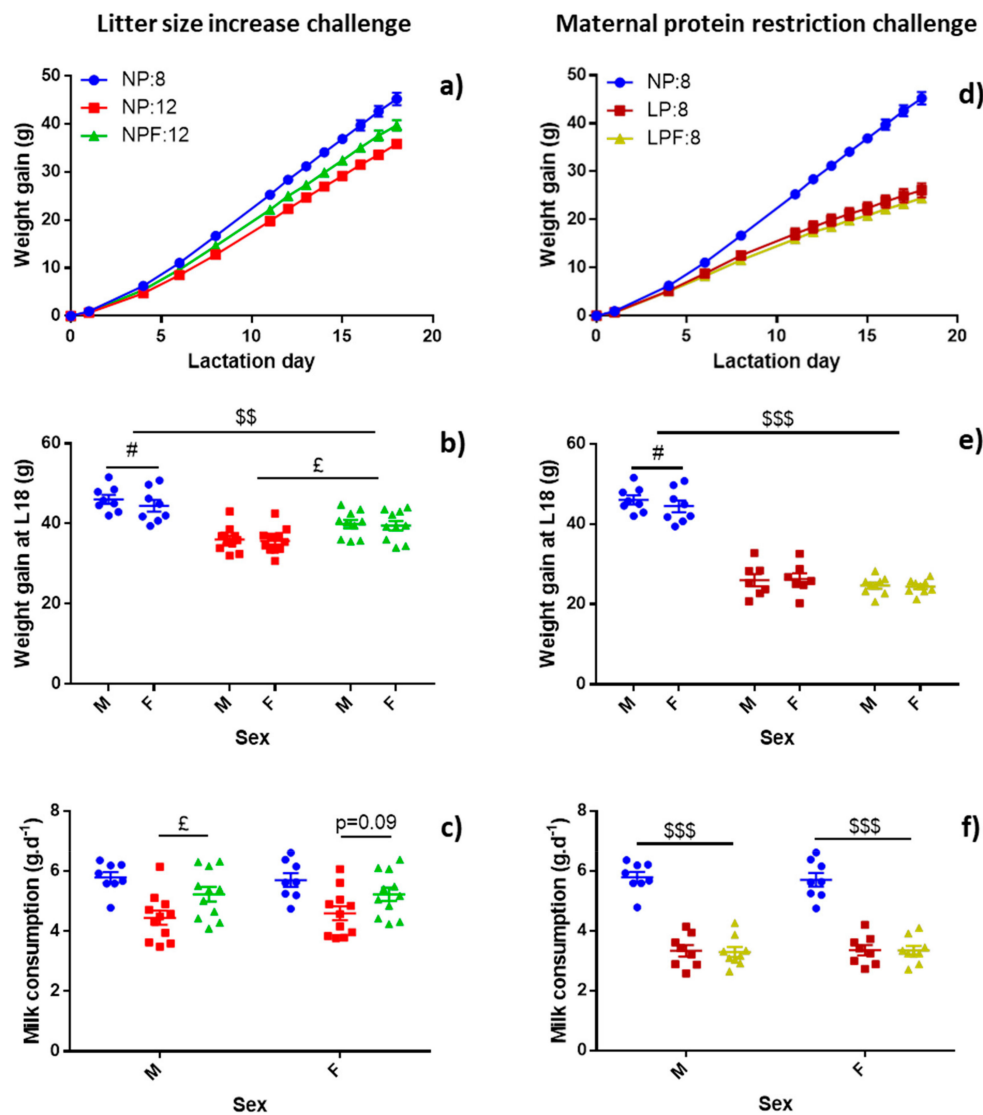 Litter size increase challenge
Maternal protein restriction challenge
a)
NP:8
NP:12
NPF:12
Weight gain (g)
50
40
30
20
10
0
0 5 10 15 20
Lactation day
d)
NP:8
LP:8
LPF:8
Weight gain (g)
50
40
30
20
10
0
0 5 10 15 20
Lactation day
b)
$$
#
£
Weight gain at L18 (g)
60
40
20
0
M F M F M F
Sex
e)
$$$
#
Weight gain at L18 (g)
60
40
20
0
M F M F M F
Sex
c)
£
p=0.09
Milk consumption (g.d-1)
8
6
4
2
0
M F
Sex
f)
$$$ $$$
Milk consumption (g.d-1)
8
6
4
2
0
M F
Sex